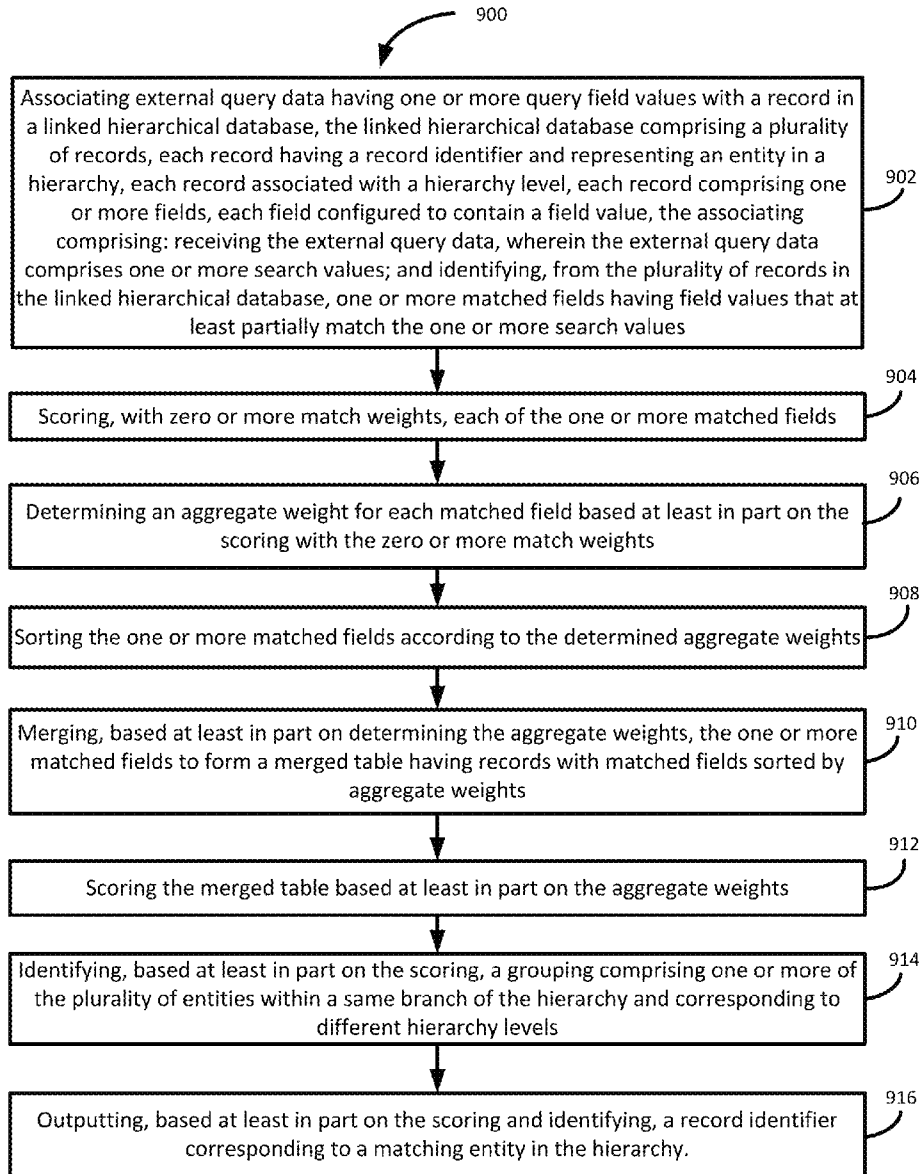 900
Associating external query data having one or more query field values with a record in
a linked hierarchical database, the linked hierarchical database comprising a plurality
of records, each record having a record identifier and representing an entity in a
hierarchy, each record associated with a hierarchy level, each record comprising one
or more fields, each field configured to contain a field value, the associating
comprising: receiving the external query data, wherein the external query data
comprises one or more search values; and identifying, from the plurality of records in
the linked hierarchical database, one or more matched fields having field values that at
least partially match the one or more search values
902
Scoring, with zero or more match weights, each of the one or more matched fields
904
Determining an aggregate weight for each matched field based at least in part on the
scoring with the zero or more match weights
906
Sorting the one or more matched fields according to the determined aggregate weights
908
Merging, based at least in part on determining the aggregate weights, the one or more
matched fields to form a merged table having records with matched fields sorted by
aggregate weights
910
Scoring the merged table based at least in part on the aggregate weights
912
Identifying, based at least in part on the scoring, a grouping comprising one or more of
the plurality of entities within a same branch of the hierarchy and corresponding to
different hierarchy levels
914
Outputting, based at least in part on the scoring and identifying, a record identifier
corresponding to a matching entity in the hierarchy.
916